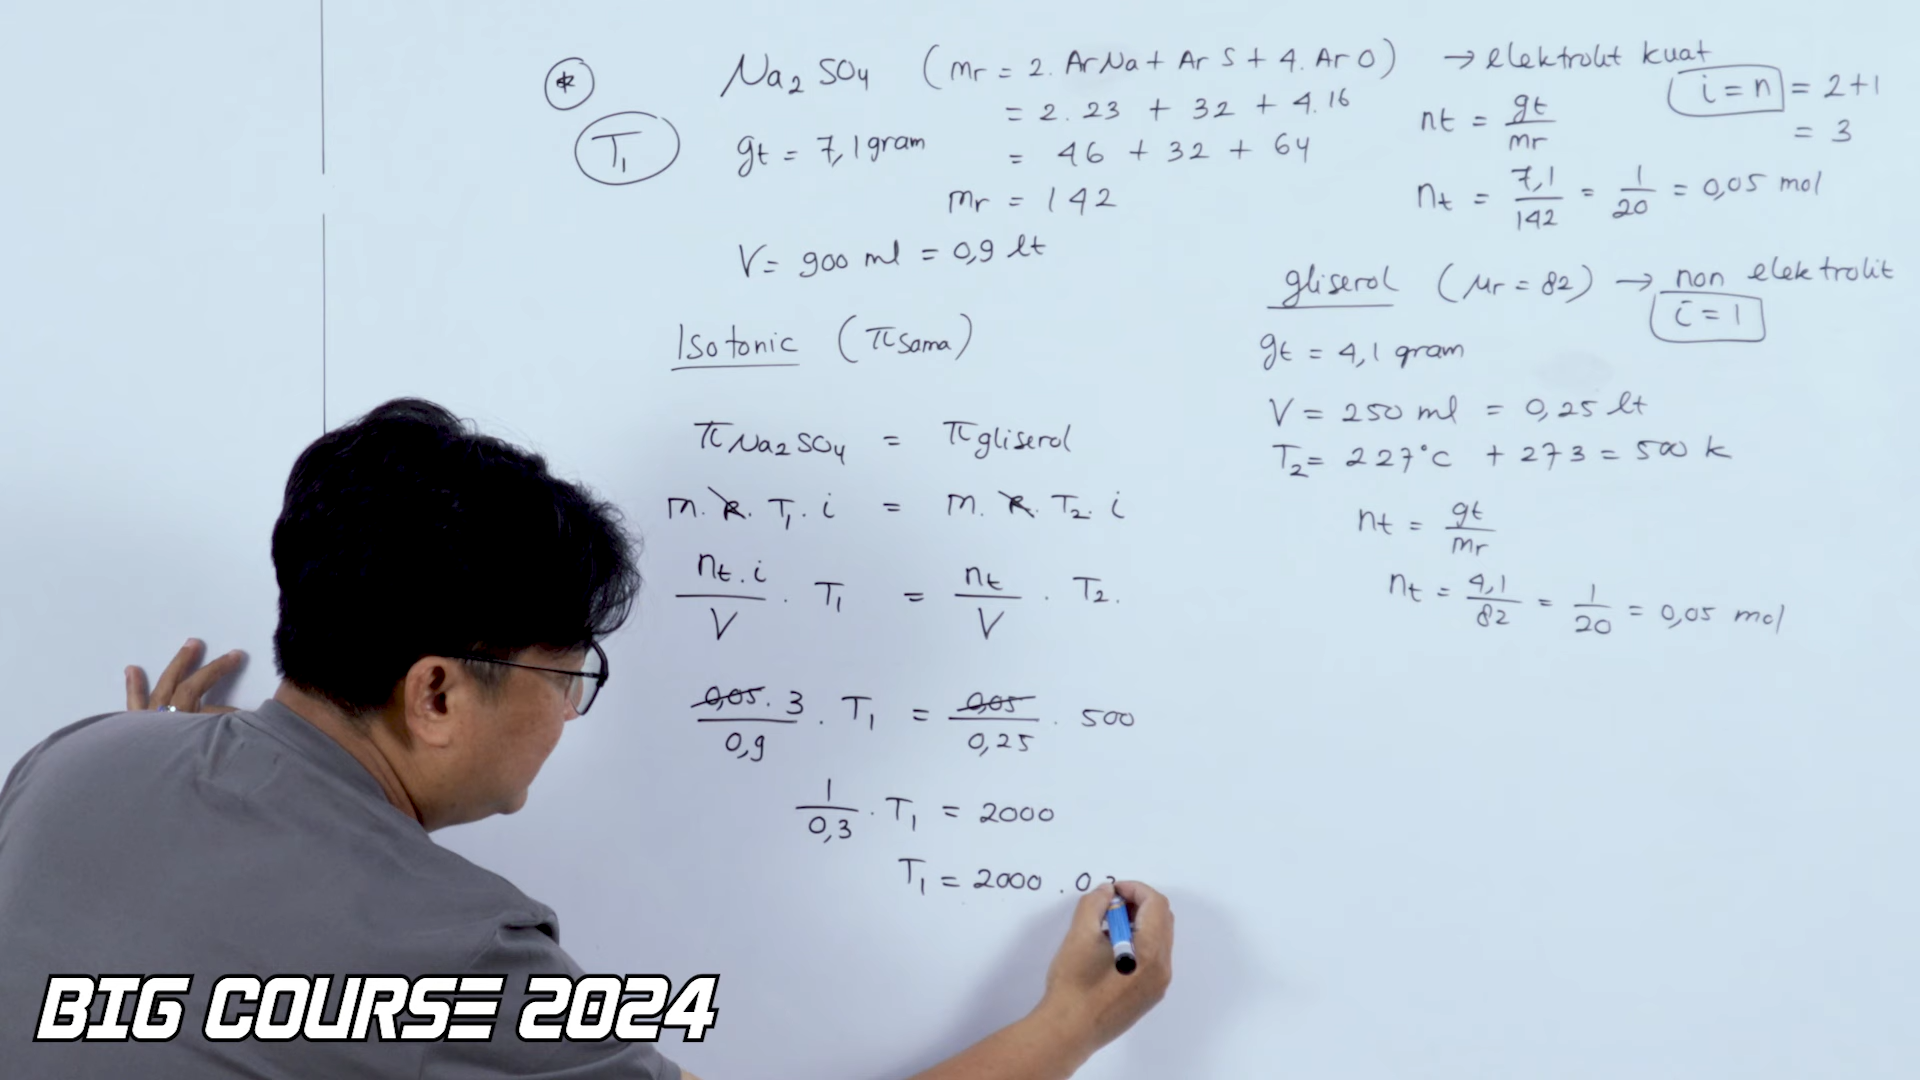 *
Na2 SO4 (Mr = 2. Ar Na + Ar S + 4. Ar O) → elektrolit kuat
= 2.23 + 32 + 4.16
= 46 + 32 + 64
Mr = 142
T1
gt = 7,1 gram
V = 900 ml = 0,9 lt
i = n = 2+1
= 3
nt = gt / Mr
nt = 7,1 / 142 = 1 / 20 = 0,05 mol
gliserol (Mr = 82) → non elektrolit
i = 1
gt = 4,1 gram
V = 250 ml = 0,25 lt
T2 = 227°C + 273 = 500 K
nt = gt / Mr
nt = 4,1 / 82 = 1 / 20 = 0,05 mol
Isotonic (π sama)
π Na2SO4 = π gliserol
M. R. T1. i = M. R. T2. i
nt . i / V . T1 = nt / V . T2.
0,05 . 3 / 0,9 . T1 = 0,05 / 0,25 . 500
1 / 0,3 . T1 = 2000
T1 = 2000 . 0
BIG COURSE 2024